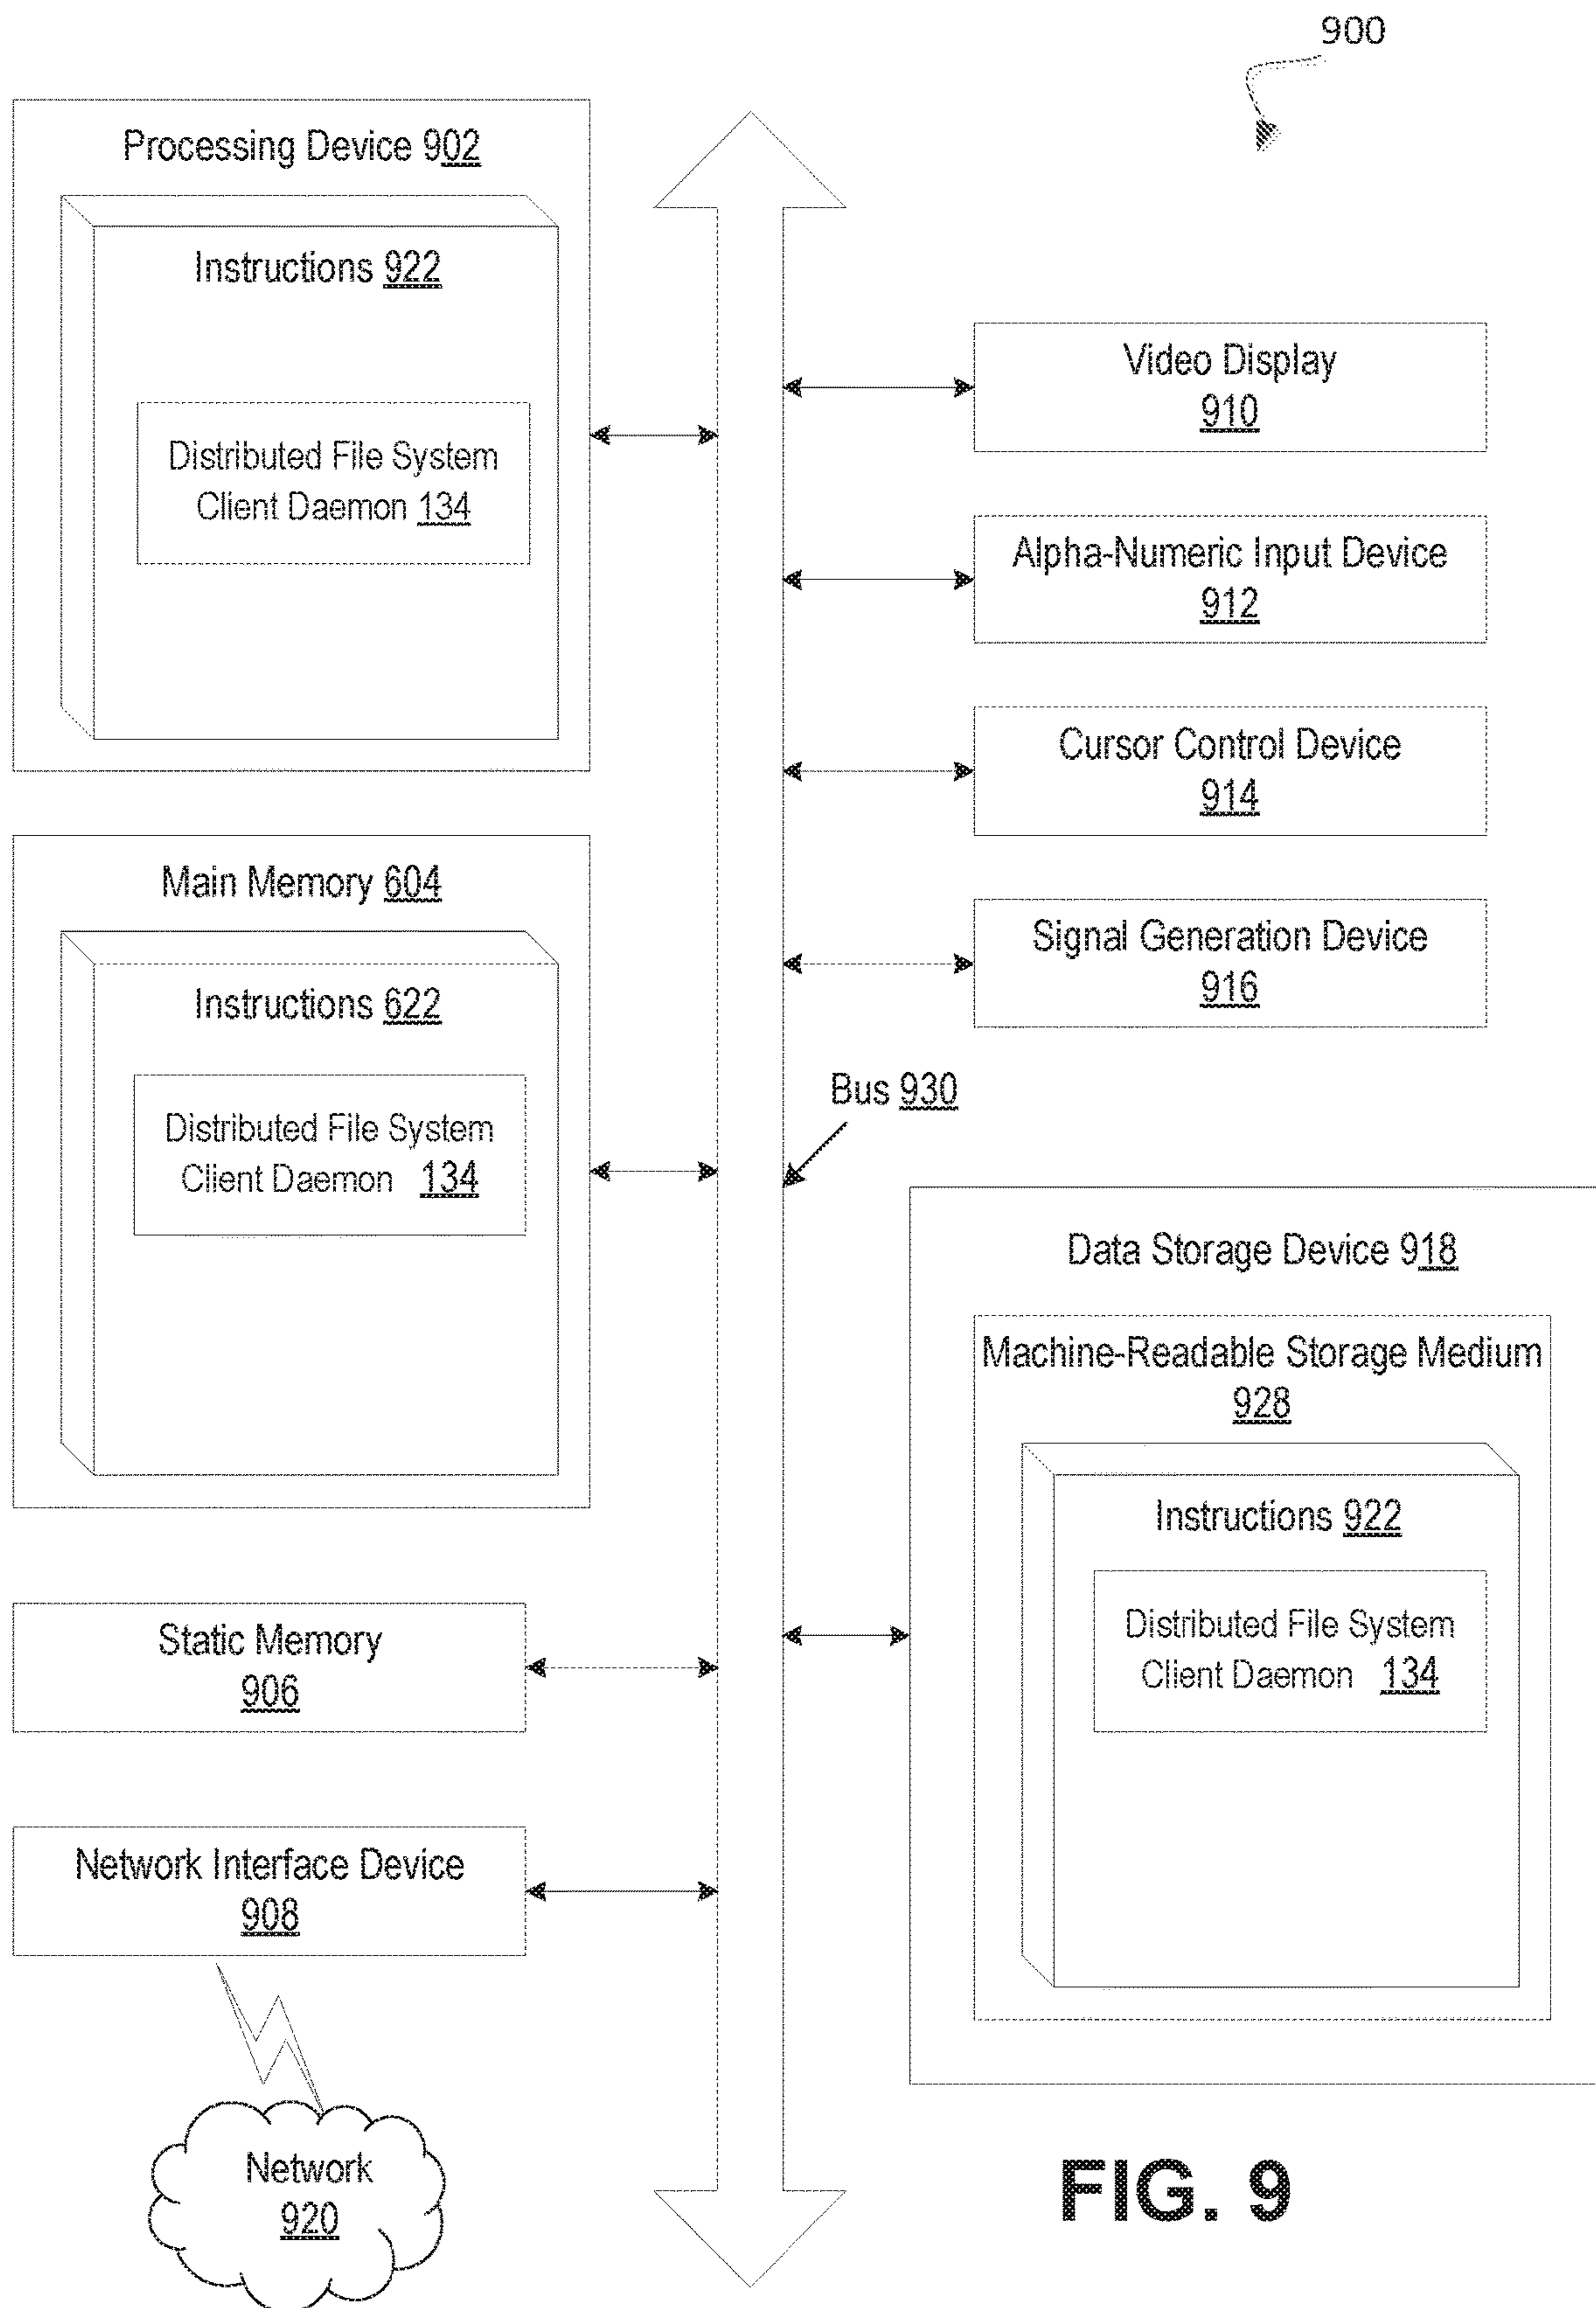 900
Processing Device 902
Instructions 922
Distributed File System
Client Daemon 134
Main Memory 604
Instructions 622
Distributed File System
Client Daemon 134
Static Memory
906
Network Interface Device
908
Network
920
Video Display
910
Alpha-Numeric Input Device
912
Cursor Control Device
914
Signal Generation Device
916
Bus 930
Data Storage Device 918
Machine-Readable Storage Medium
928
Instructions 922
Distributed File System
Client Daemon 134
FIG. 9